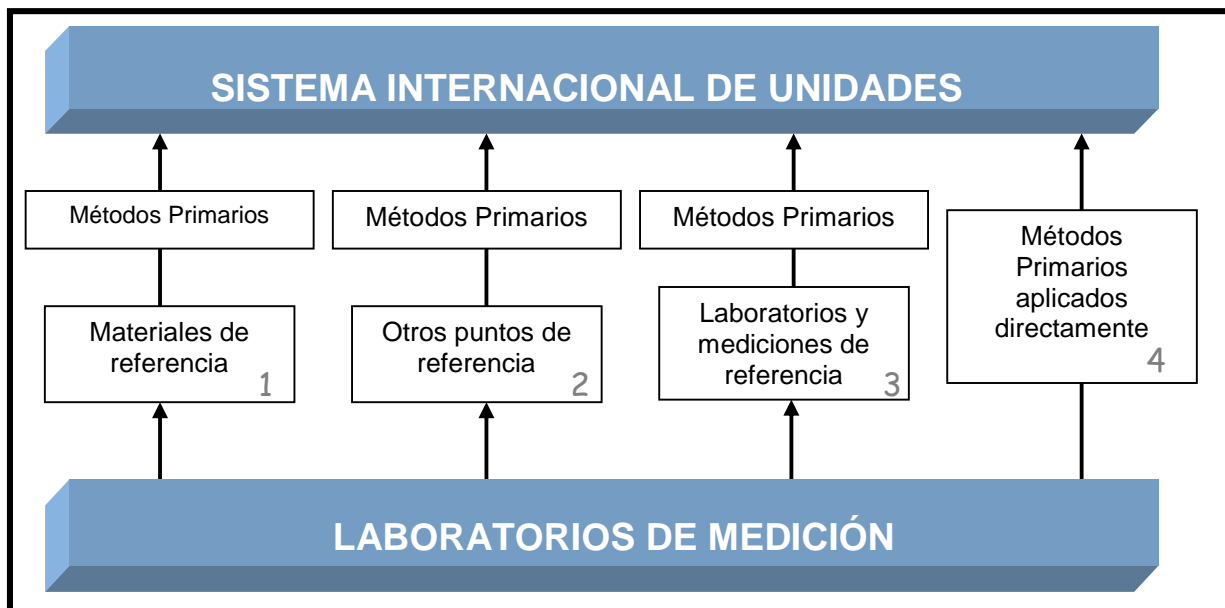 SISTEMA INTERNACIONAL DE UNIDADES
Métodos Primarios
Métodos Primarios
Métodos Primarios
Métodos
Primarios
aplicados
directamente
4
Materiales de
referencia
1
Otros puntos de
referencia
2
Laboratorios y
mediciones de
referencia
3
LABORATORIOS DE MEDICIÓN